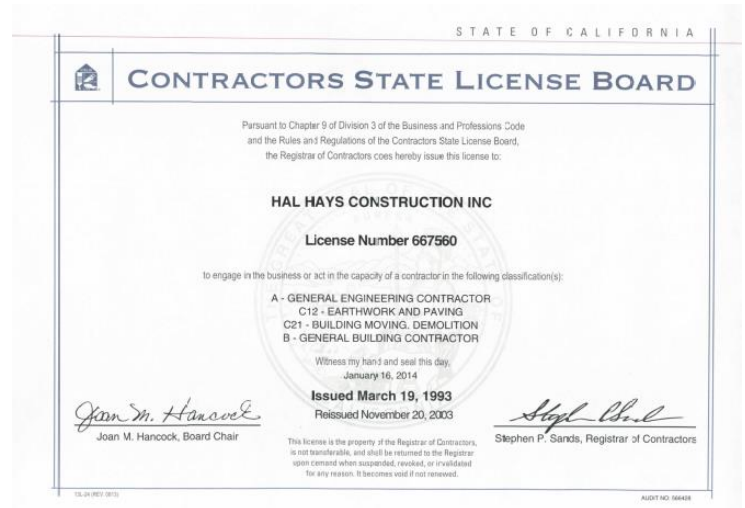 STATE OF CALIFORNIA
CONTRACTORS STATE LICENSE BOARD
Pursuant to Chapter 9 of Division 3 of the Business and Professions Code
and the Rules and Regulations of the Contractors State License Board,
the Registrar of Contractors does hereby issue this license to:
HAL HAYS CONSTRUCTION INC
License Number 667560
to engage in the business or act in the capacity of a contractor in the following classification(s):
A - GENERAL ENGINEERING CONTRACTOR
C12 - EARTHWORK AND PAVING
C21 - BUILDING MOVING, DEMOLITION
B - GENERAL BUILDING CONTRACTOR
Witness my hand and seal this day,
January 16, 2014
Issued March 19, 1993
Reissued November 20, 2003
Joan M. Hancock
Joan M. Hancock, Board Chair
Stephen P. Sands, Registrar of Contractors
This license is the property of the Registrar of Contractors,
is not transferable, and shall be returned to the Registrar
upon demand when suspended, revoked, or invalidated
for any reason. It becomes void if not renewed.
AUDIT NO: